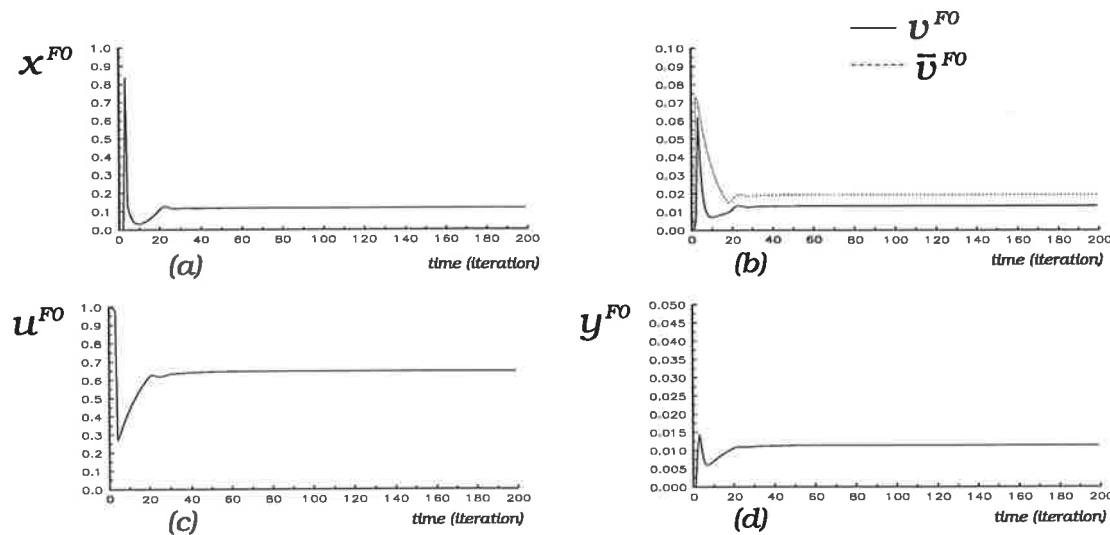 x^F0
1.0
0.9
0.8
0.7
0.6
0.5
0.4
0.3
0.2
0.1
0.0
0 20 40 60 80 100 120 140 160 180 200
time (iteration)
(a)
v^F0
v̄^F0
0.10
0.09
0.08
0.07
0.06
0.05
0.04
0.03
0.02
0.01
0.00
0 20 40 60 80 100 120 140 160 180 200
time (iteration)
(b)
u^F0
1.0
0.9
0.8
0.7
0.6
0.5
0.4
0.3
0.2
0.1
0.0
0 20 40 60 80 100 120 140 160 180 200
time (iteration)
(c)
y^F0
0.050
0.045
0.040
0.035
0.030
0.025
0.020
0.015
0.010
0.005
0.000
0 20 40 60 80 100 120 140 160 180 200
time (iteration)
(d)